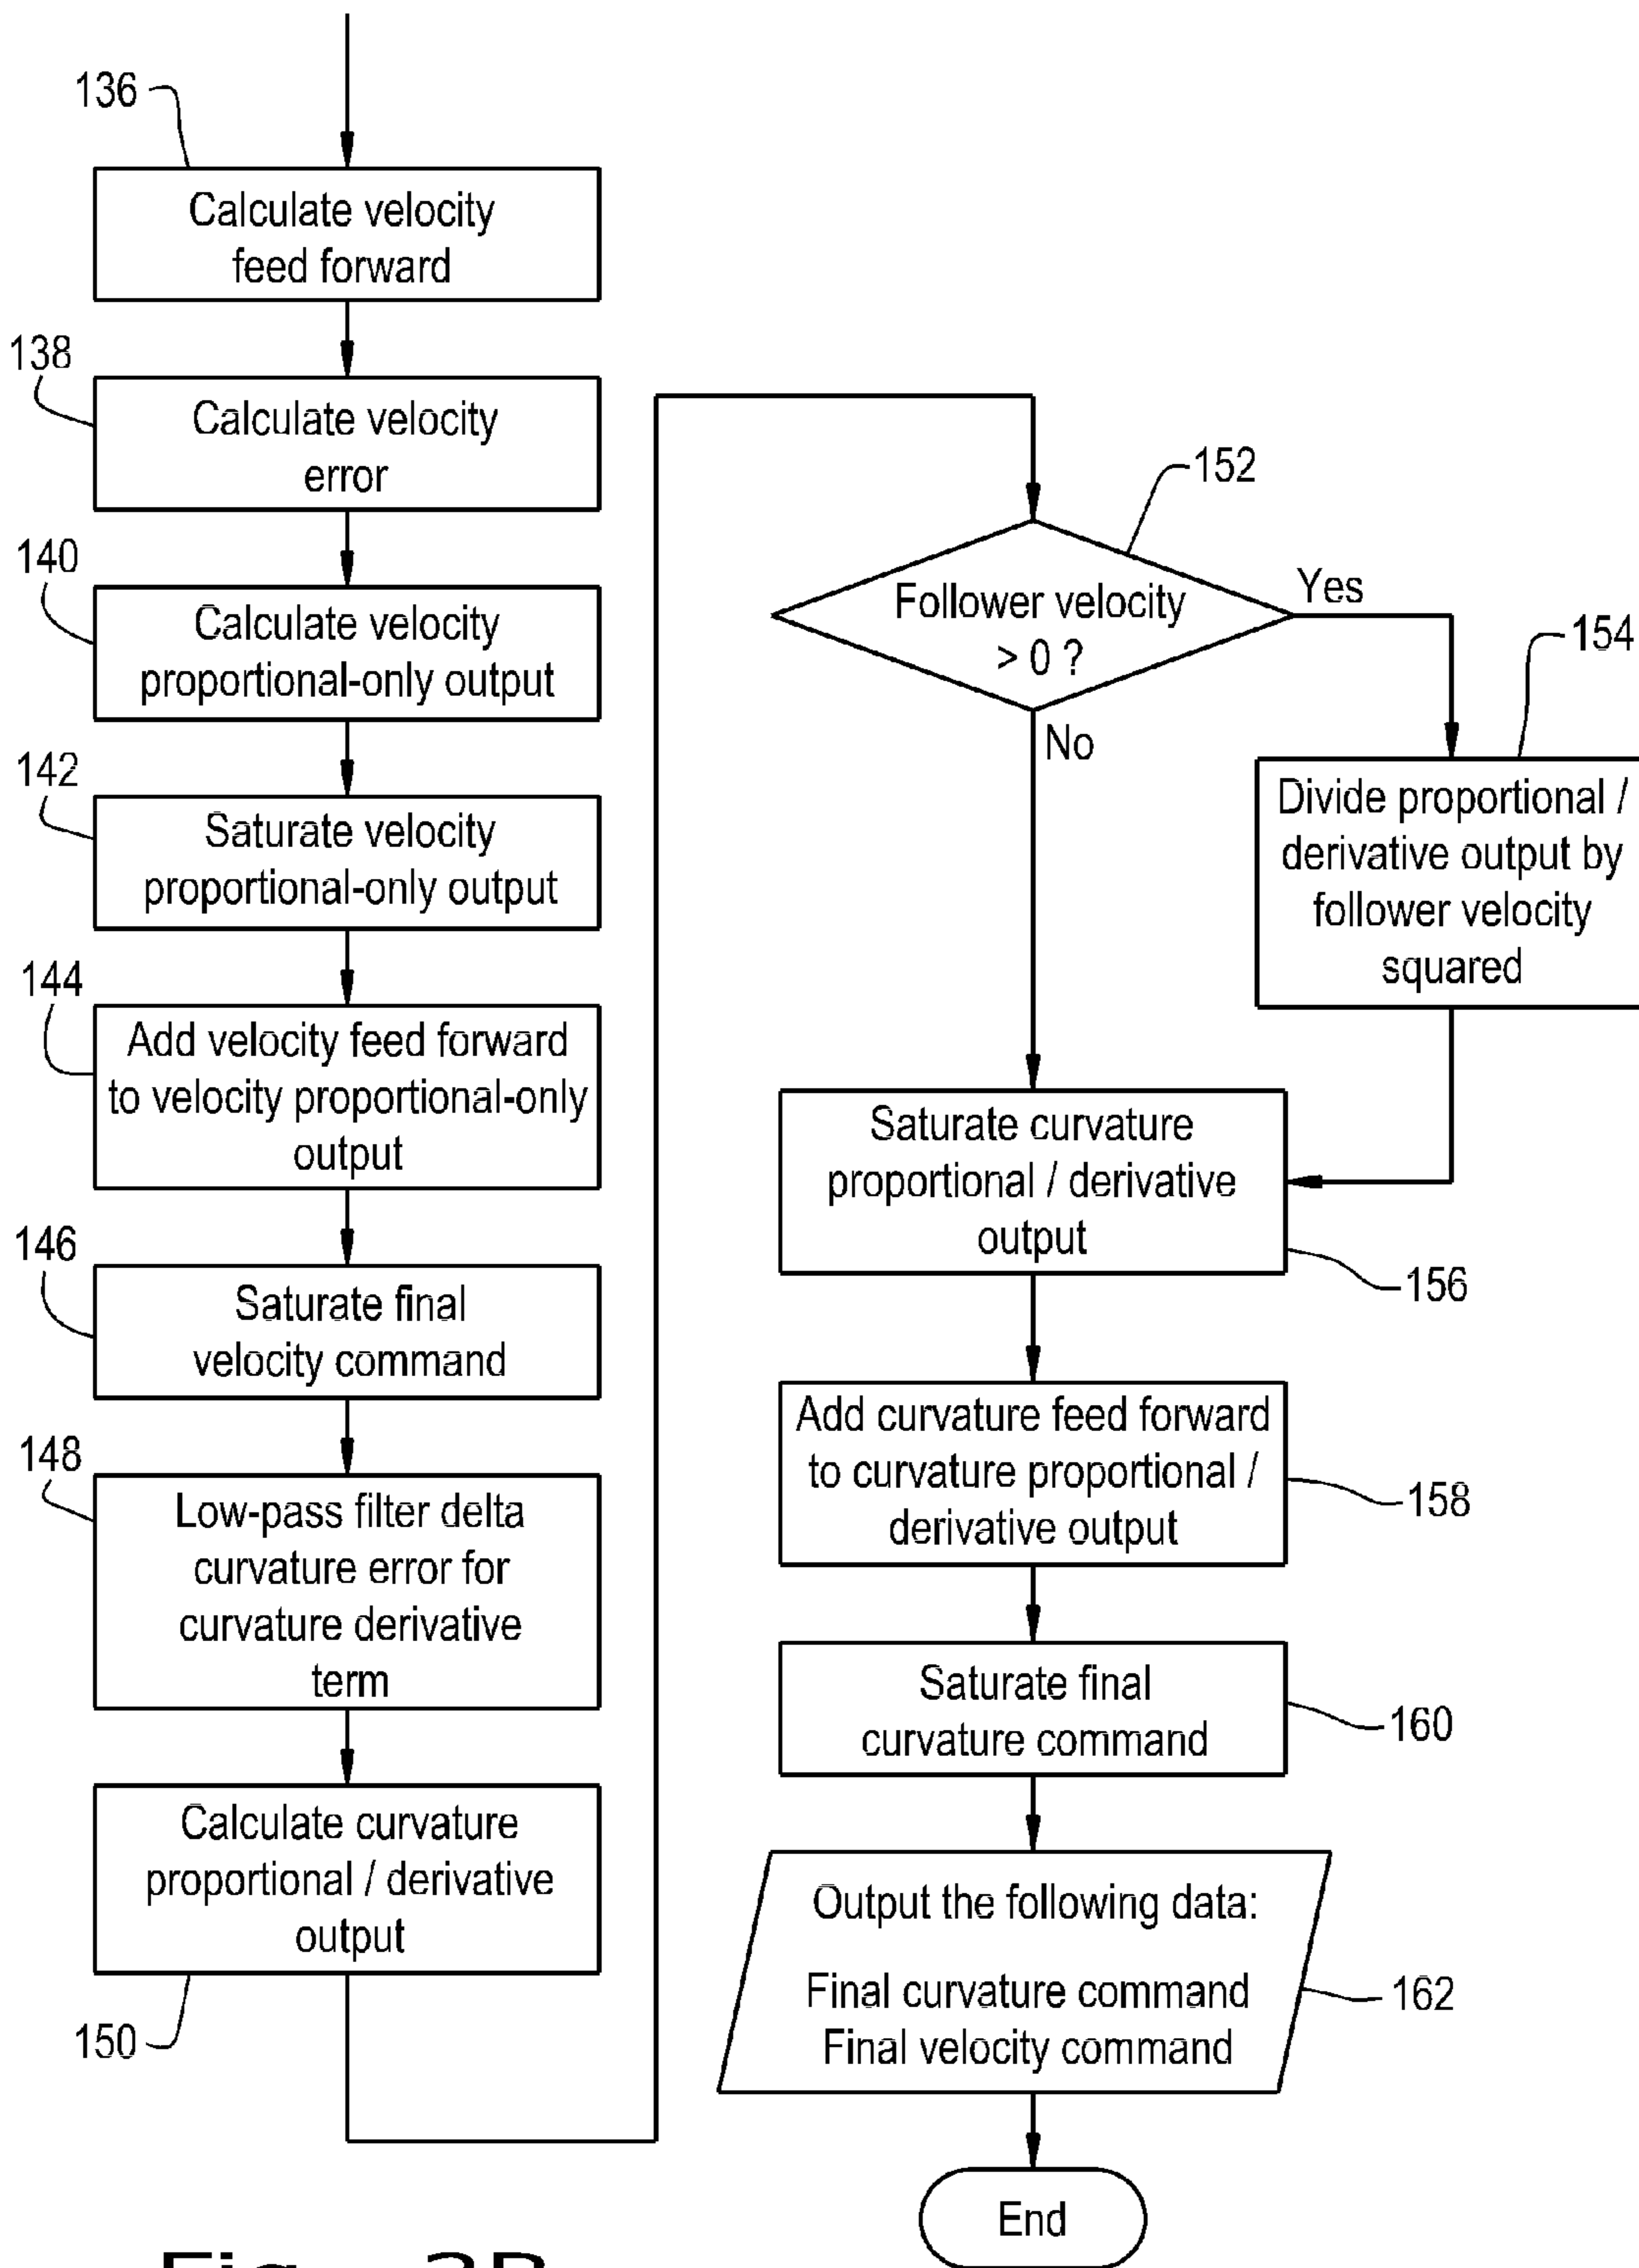 136
Calculate velocity
feed forward
138
Calculate velocity
error
140
Calculate velocity
proportional-only output
142
Saturate velocity
proportional-only output
144
Add velocity feed forward
to velocity proportional-only
output
146
Saturate final
velocity command
148
Low-pass filter delta
curvature error for
curvature derivative
term
Calculate curvature
proportional / derivative
output
150
152
Follower velocity
> 0 ?
Yes
No
154
Divide proportional /
derivative output by
follower velocity
squared
Saturate curvature
proportional / derivative
output
156
Add curvature feed forward
to curvature proportional /
derivative output
158
Saturate final
curvature command
160
Output the following data:
Final curvature command
Final velocity command
162
End